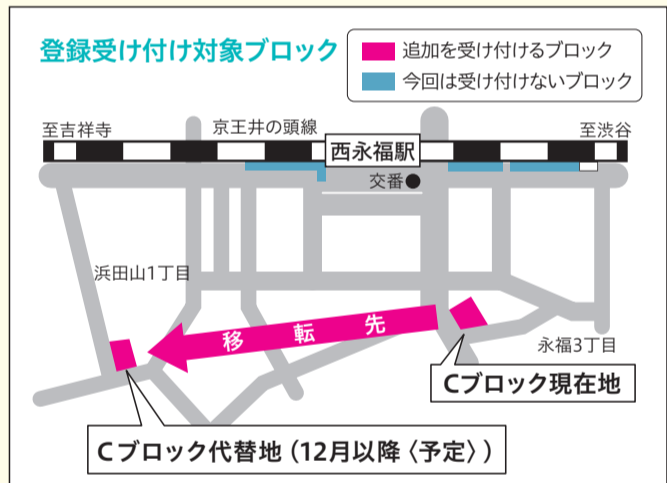 登録受け付け対象ブロック
追加を受け付けるブロック
今回は受け付けないブロック
至吉祥寺
京王井の頭線
至渋谷
西永福駅
交番
浜田山1丁目
移転先
永福3丁目
Cブロック現在地
Cブロック代替地（12月以降〈予定〉）